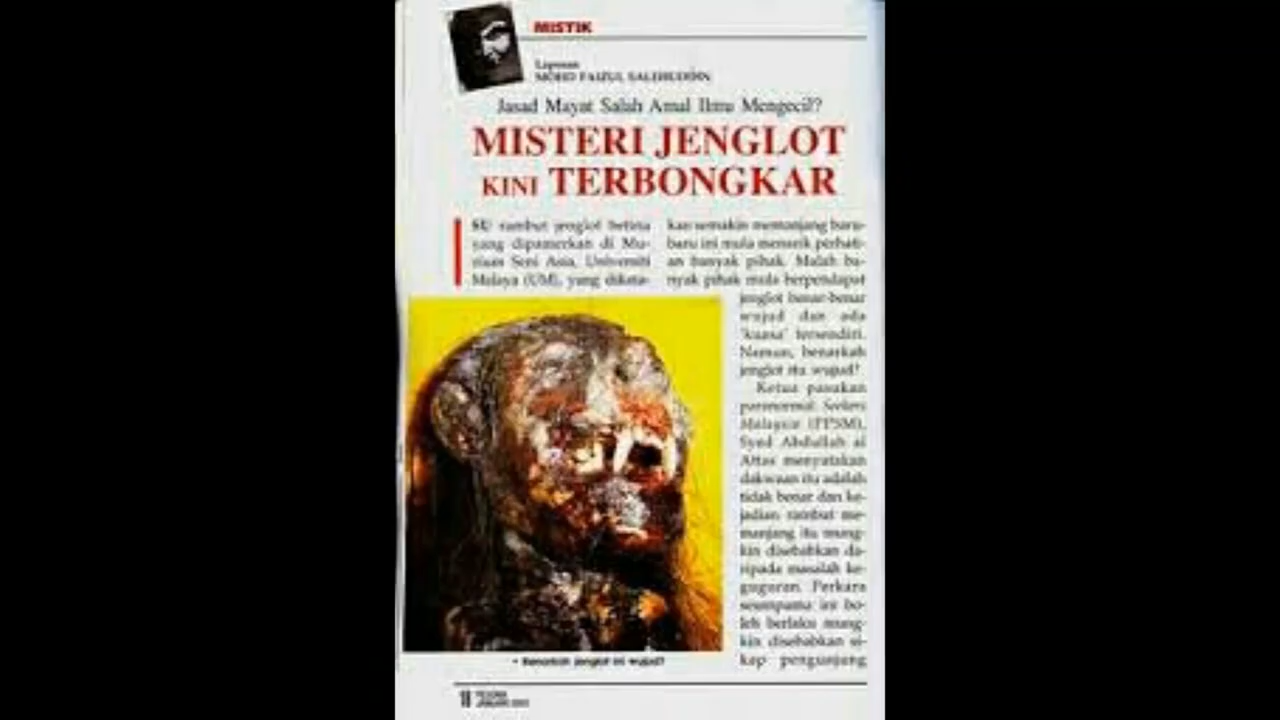 MISTIK
Laporan
MOHD FAIZUL SALEHUDDIN
Jasad Mayat Salah Amal Ilmu Mengecil?
MISTERI JENGLOT
KINI TERBONGKAR
ISU rambut jenglot betina
yang dipamerkan di Mu-
zium Seni Asia, Universiti
Malaya (UM), yang dikata-
kan semakin memanjang baru-
baru ini mula menarik perhati-
an banyak pihak. Malah ba-
nyak pihak mula berpendapat
jenglot benar-benar
wujud dan ada
'kuasa' tersendiri.
Namun, benarkah
jenglot itu wujud?
Ketua pasukan
paranormal Seekers
Malaysia (PPSM),
Syed Abdullah al
Attas menyatakan
dakwaan itu adalah
tidak benar dan ke-
jadian rambut me-
manjang itu mung-
kin disebabkan da-
ripada masalah ke-
guguran. Perkara
seumpama ini bo-
leh berlaku mung-
kin disebabkan si-
kap pengunjung
• Benarkah jenglot ini wujud?
18
JANUARI